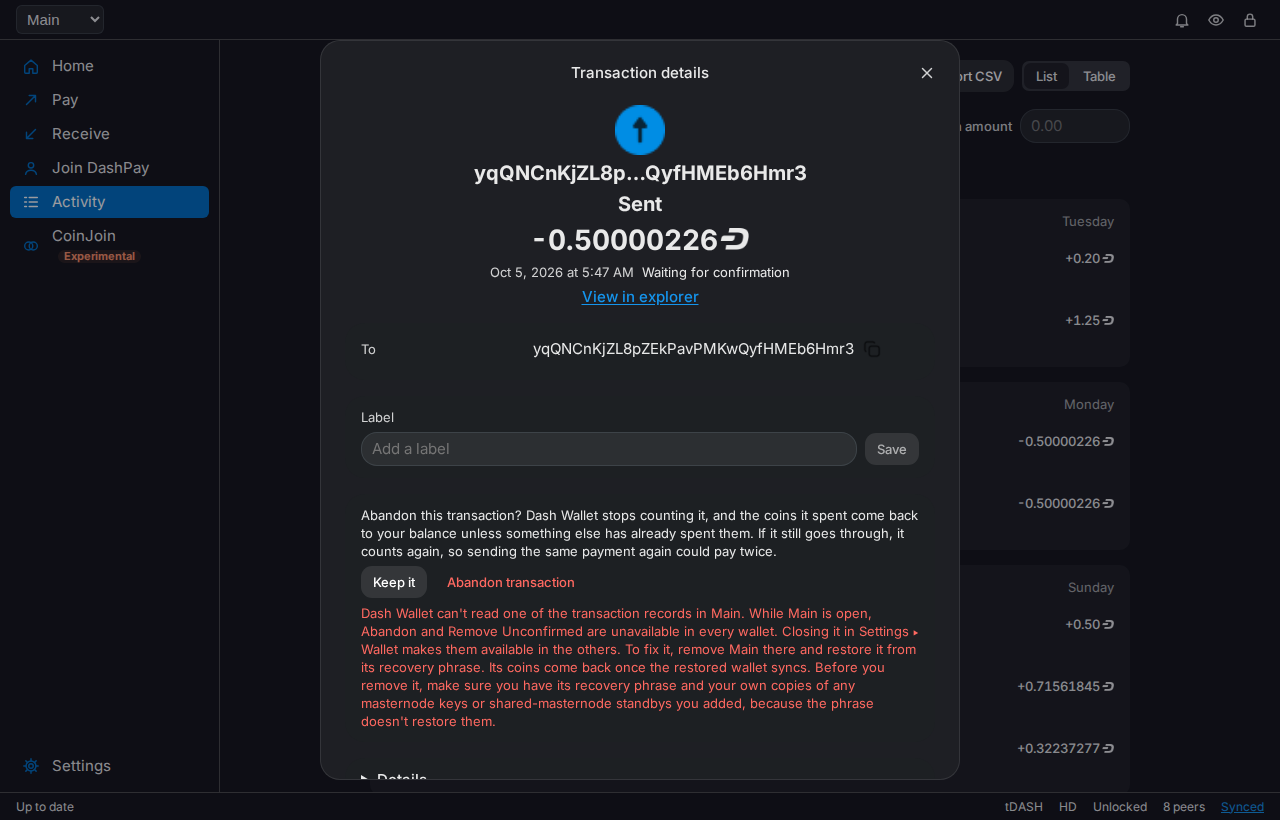 Main
Home
Pay
Receive
Join DashPay
Activity
CoinJoin
Experimental
Settings
Transaction details
yqQNCnKjZL8p...QyfHMEb6Hmr3
Sent
-0.50000226
Oct 5, 2026 at 5:47 AM Waiting for confirmation
View in explorer
To yqQNCnKjZL8pZEkPavPMKwQyfHMEb6Hmr3
Label
Add a label Save
Abandon this transaction? Dash Wallet stops counting it, and the coins it spent come back
to your balance unless something else has already spent them. If it still goes through, it
counts again, so sending the same payment again could pay twice.
Keep it Abandon transaction
Dash Wallet can't read one of the transaction records in Main. While Main is open,
Abandon and Remove Unconfirmed are unavailable in every wallet. Closing it in Settings ▸
Wallet makes them available in the others. To fix it, remove Main there and restore it from
its recovery phrase. Its coins come back once the restored wallet syncs. Before you
remove it, make sure you have its recovery phrase and your own copies of any
masternode keys or shared-masternode standbys you added, because the phrase
doesn't restore them.
Details
CSV List Table
amount 0.00
Tuesday
+0.20
+1.25
Monday
-0.50000226
-0.50000226
Sunday
+0.50
+0.71561845
+0.32237277
Up to date tDASH HD Unlocked 8 peers Synced